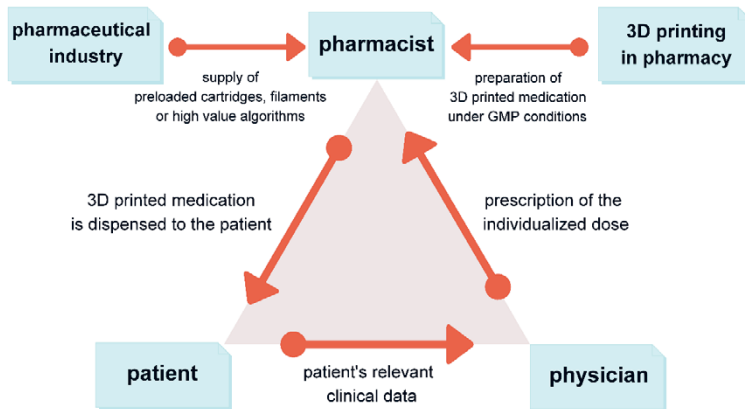 pharmaceutical
industry
pharmacist
3D printing
in pharmacy
supply of
preloaded cartridges, filaments
or high value algorithms
preparation of
3D printed medication
under GMP conditions
3D printed medication
is dispensed to the patient
prescription of the
individualized dose
patient
patient's relevant
clinical data
physician